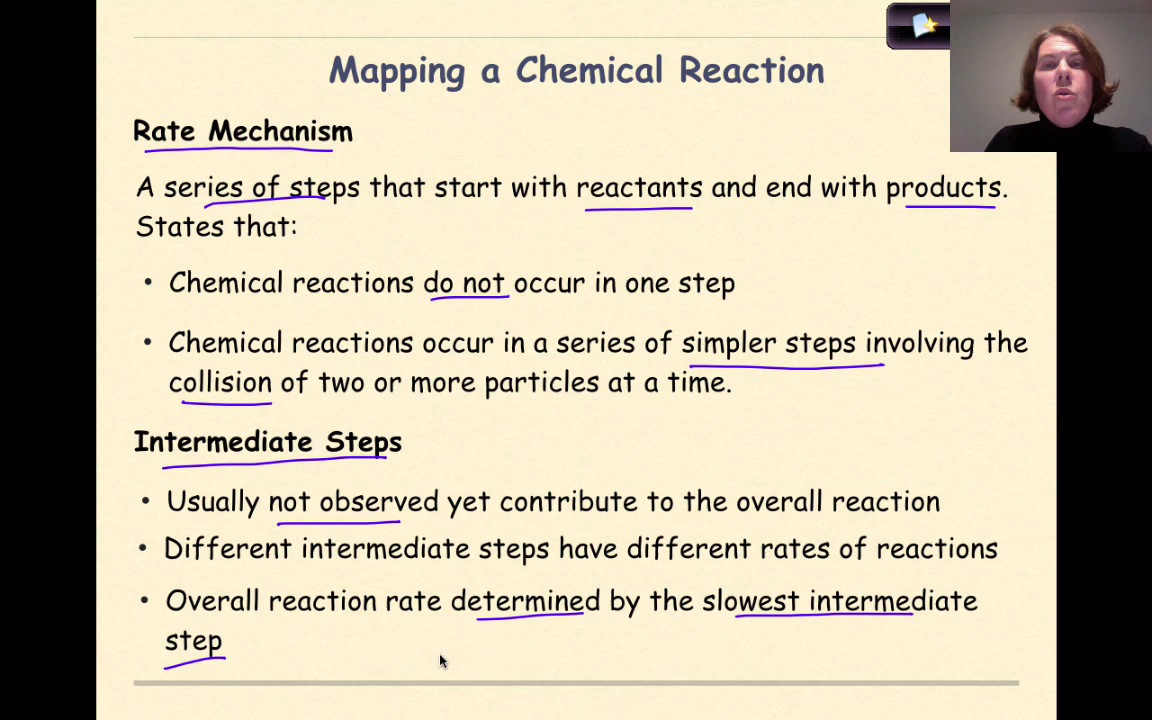 Mapping a Chemical Reaction
Rate Mechanism
A series of steps that start with reactants and end with products.
States that:
• Chemical reactions do not occur in one step
• Chemical reactions occur in a series of simpler steps involving the
collision of two or more particles at a time.
Intermediate Steps
• Usually not observed yet contribute to the overall reaction
• Different intermediate steps have different rates of reactions
• Overall reaction rate determined by the slowest intermediate
step